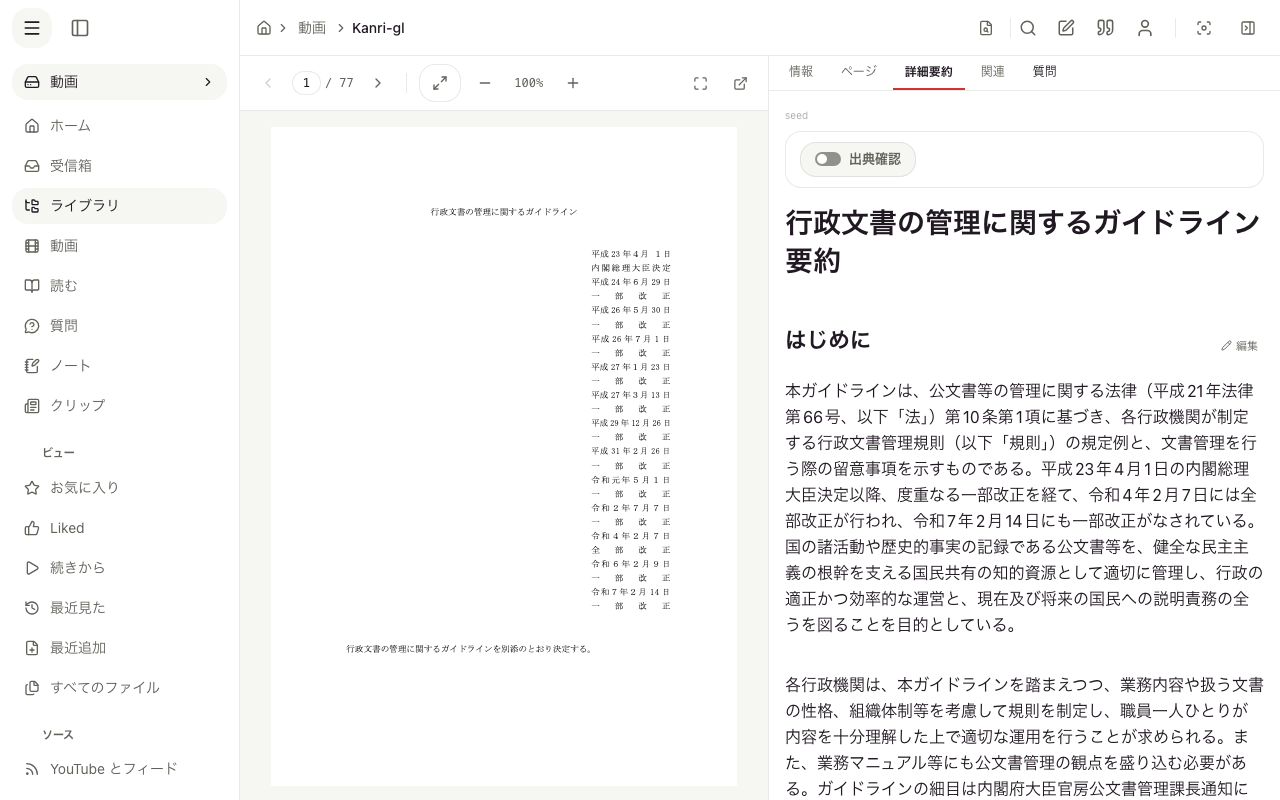 動画
ホーム
受信箱
ライブラリ
動画
読む
質問
ノート
クリップ
ビュー
お気に入り
Liked
続きから
最近見た
最近追加
すべてのファイル
ソース
YouTube とフィード
動画
Kanri-gl
1 / 77
100%
行政文書の管理に関するガイドライン
平成 23 年 4 月 1 日
内閣総理大臣決定
平成 24 年 6 月 29 日
一部改正
平成 26 年 5 月 30 日
一部改正
平成 26 年 7 月 1 日
一部改正
平成 27 年 1 月 23 日
一部改正
平成 27 年 3 月 13 日
一部改正
平成 29 年 12 月 26 日
一部改正
平成 31 年 2 月 26 日
一部改正
令和元年 5 月 1 日
一部改正
令和 2 年 7 月 7 日
一部改正
令和 4 年 2 月 7 日
全部改正
令和 6 年 2 月 9 日
一部改正
令和 7 年 2 月 14 日
一部改正
行政文書の管理に関するガイドラインを別添のとおり決定する。
情報
ページ
詳細要約
関連
質問
seed
出典確認
行政文書の管理に関するガイドライン
要約
はじめに
編集
本ガイドラインは、公文書等の管理に関する法律（平成21年法律
第66号、以下「法」）第10条第1項に基づき、各行政機関が制定
する行政文書管理規則（以下「規則」）の規定例と、文書管理を行
う際の留意事項を示すものである。平成23年4月1日の内閣総理
大臣決定以降、度重なる一部改正を経て、令和4年2月7日には全
部改正が行われ、令和7年2月14日にも一部改正がなされている。
国の諸活動や歴史的事実の記録である公文書等を、健全な民主主
義の根幹を支える国民共有の知的資源として適切に管理し、行政の
適正かつ効率的な運営と、現在及び将来の国民への説明責務の全
うを図ることを目的としている。
各行政機関は、本ガイドラインを踏まえつつ、業務内容や扱う文書
の性格、組織体制等を考慮して規則を制定し、職員一人ひとりが
内容を十分理解した上で適切な運用を行うことが求められる。ま
た、業務マニュアル等にも公文書管理の観点を盛り込む必要があ
る。ガイドラインの細目は内閣府大臣官房公文書管理課長通知に